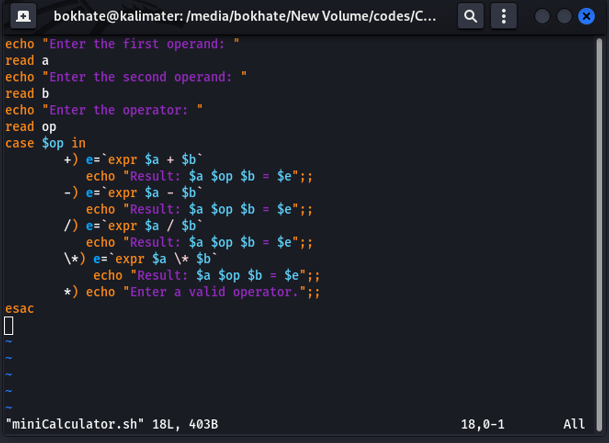 bokhate@kalimater: /media/bokhate/New Volume/codes/C...
echo "Enter the first operand: "
read a
echo "Enter the second operand: "
read b
echo "Enter the operator: "
read op
case $op in
        +) e=`expr $a + $b`
           echo "Result: $a $op $b = $e";;
        -) e=`expr $a - $b`
           echo "Result: $a $op $b = $e";;
        /) e=`expr $a / $b`
           echo "Result: $a $op $b = $e";;
        \*) e=`expr $a \* $b`
            echo "Result: $a $op $b = $e";;
        *) echo "Enter a valid operator.";;
esac
~
~
~
~
~
"miniCalculator.sh" 18L, 403B 18,0-1 All